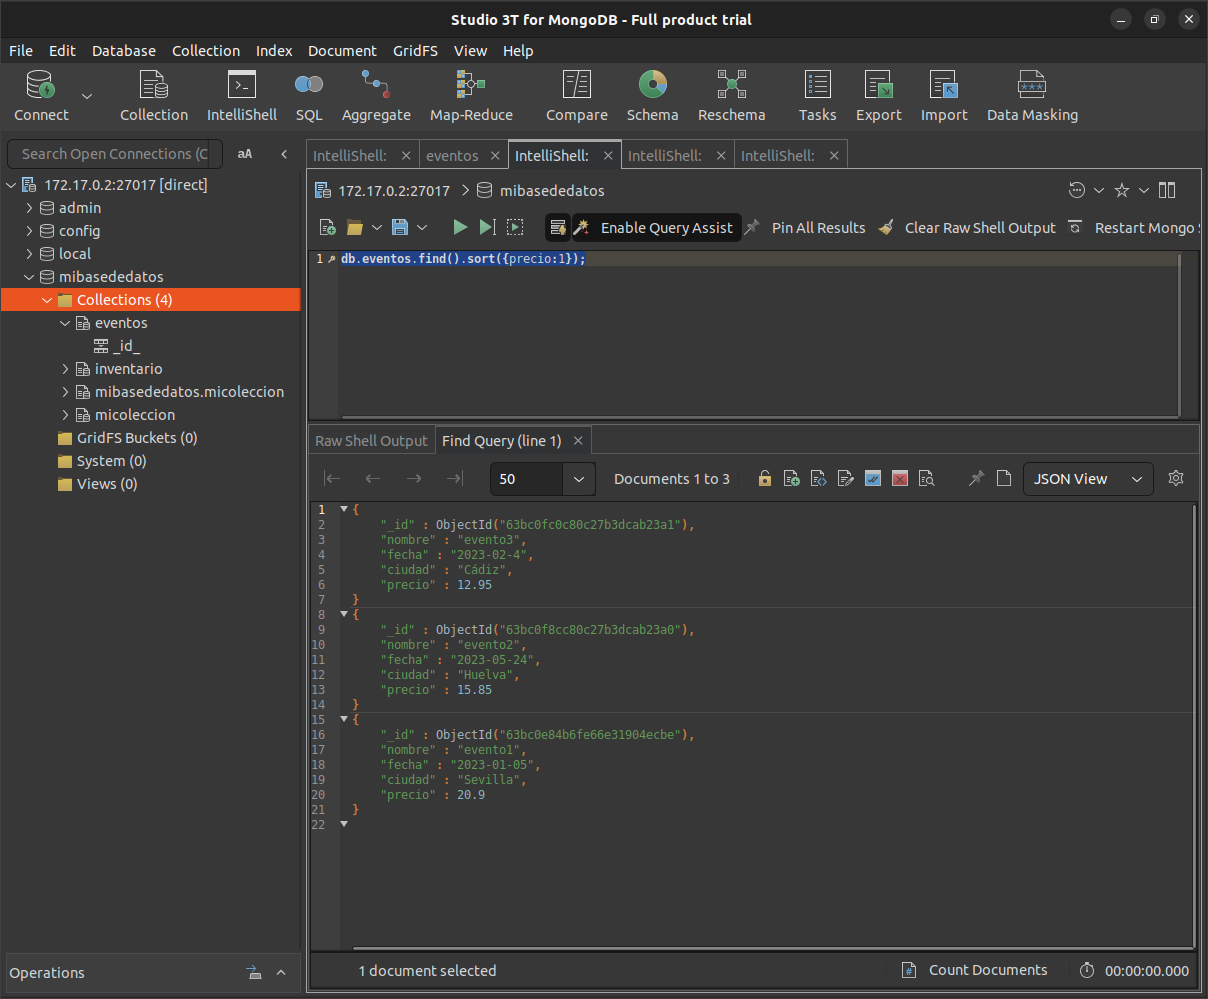 Studio 3T for MongoDB - Full product trial
File Edit Database Collection Index Document GridFS View Help
Connect Collection IntelliShell SQL Aggregate Map-Reduce Compare Schema Reschema Tasks Export Import Data Masking
Search Open Connections (C aA
IntelliShell: eventos IntelliShell: IntelliShell: IntelliShell:
172.17.0.2:27017 [direct]
admin
config
local
mibasededatos
Collections (4)
eventos
_id_
inventario
mibasededatos.micoleccion
micoleccion
GridFS Buckets (0)
System (0)
Views (0)
172.17.0.2:27017 mibasededatos
Enable Query Assist Pin All Results Clear Raw Shell Output Restart Mongo S
1 db.eventos.find().sort({precio:1});
Raw Shell Output Find Query (line 1)
50 Documents 1 to 3 JSON View
1 {
2 "_id" : ObjectId("63bc0fc0c80c27b3dcab23a1"),
3 "nombre" : "evento3",
4 "fecha" : "2023-02-4",
5 "ciudad" : "Cádiz",
6 "precio" : 12.95
7 }
8 {
9 "_id" : ObjectId("63bc0f8cc80c27b3dcab23a0"),
10 "nombre" : "evento2",
11 "fecha" : "2023-05-24",
12 "ciudad" : "Huelva",
13 "precio" : 15.85
14 }
15 {
16 "_id" : ObjectId("63bc0e84b6fe66e31904ecbe"),
17 "nombre" : "evento1",
18 "fecha" : "2023-01-05",
19 "ciudad" : "Sevilla",
20 "precio" : 20.9
21 }
22
Operations
1 document selected Count Documents 00:00:00.000